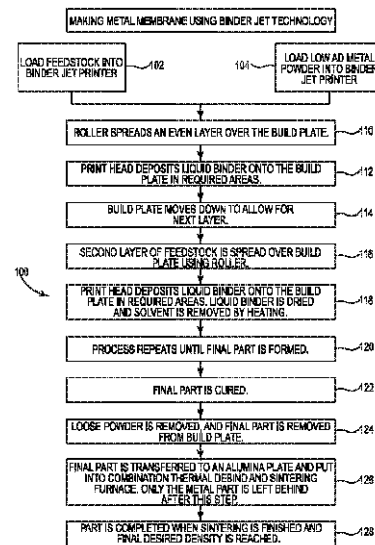 MAKING METAL MEMBRANE USING BINDER JET TECHNOLOGY
LOAD FEEDSTOCK INTO
BINDER JET PRINTER
102
104
LOAD LOW AD METAL
POWDER INTO BINDER
JET PRINTER
ROLLER SPREADS AN EVEN LAYER OVER THE BUILD PLATE.
110
PRINT HEAD DEPOSITS LIQUID BINDER ONTO THE BUILD
PLATE IN REQUIRED AREAS.
112
BUILD PLATE MOVES DOWN TO ALLOW FOR
NEXT LAYER.
114
SECOND LAYER OF FEEDSTOCK IS SPREAD OVER BUILD
PLATE USING ROLLER.
116
100
PRINT HEAD DEPOSITS LIQUID BINDER ONTO THE BUILD
PLATE IN REQUIRED AREAS. LIQUID BINDER IS DRIED
AND SOLVENT IS REMOVED BY HEATING.
118
PROCESS REPEATS UNTIL FINAL PART IS FORMED.
120
FINAL PART IS CURED.
122
LOOSE POWDER IS REMOVED, AND FINAL PART IS REMOVED
FROM BUILD PLATE.
124
FINAL PART IS TRANSFERRED TO AN ALUMINA PLATE AND PUT
INTO COMBINATION THERMAL DEBIND AND SINTERING
FURNACE. ONLY THE METAL PART IS LEFT BEHIND
AFTER THIS STEP.
126
PART IS COMPLETED WHEN SINTERING IS FINISHED AND
FINAL DESIRED DENSITY IS REACHED.
128